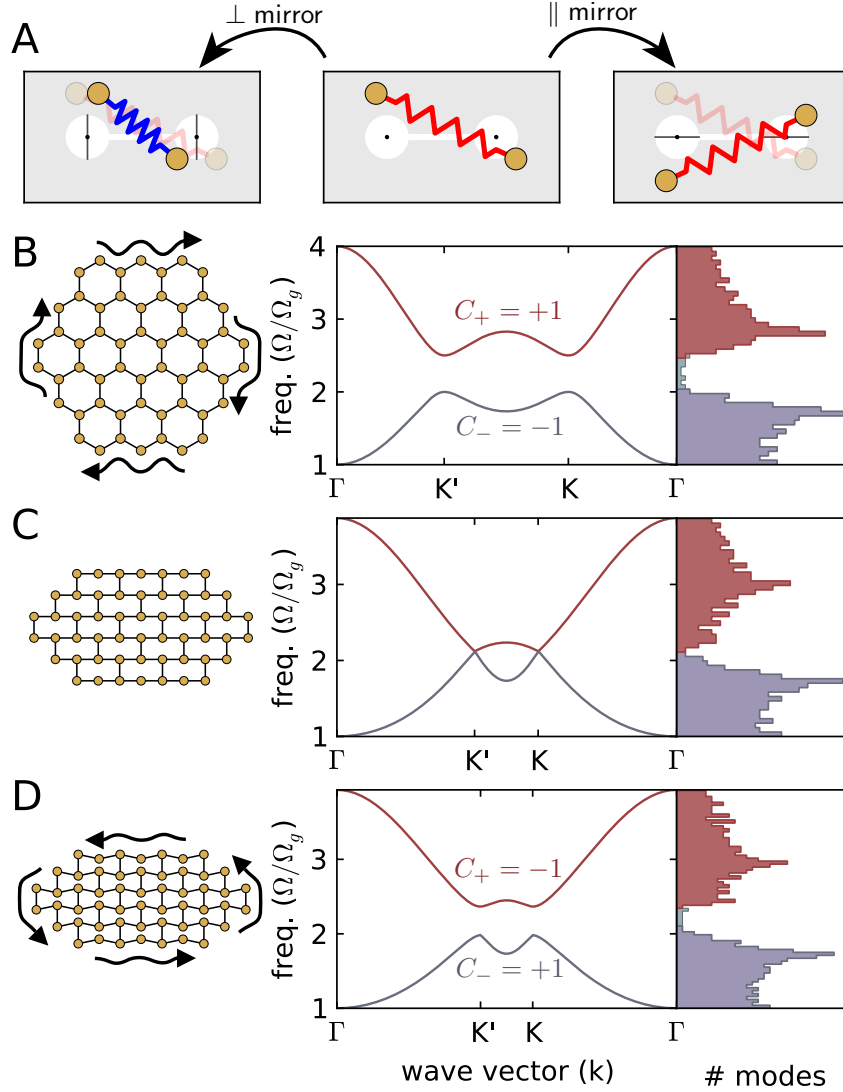 A
⊥ mirror
∥ mirror
B
freq. (Ω/Ω_g)
4
3
2
1
C_+ = +1
C_- = −1
Γ
K'
K
Γ
C
freq. (Ω/Ω_g)
3
2
1
Γ
K'
K
Γ
D
freq. (Ω/Ω_g)
3
2
1
C_+ = −1
C_- = +1
Γ
K'
K
Γ
wave vector (k)
# modes